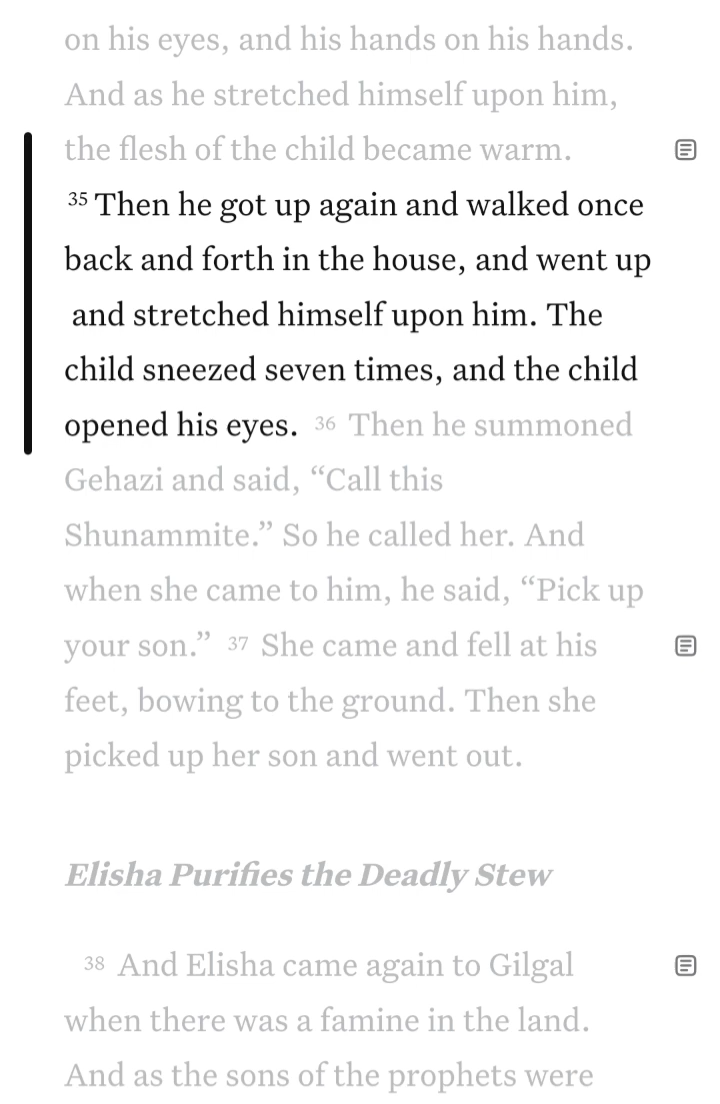 on his eyes, and his hands on his hands.
And as he stretched himself upon him,
the flesh of the child became warm.
35 Then he got up again and walked once
back and forth in the house, and went up
and stretched himself upon him. The
child sneezed seven times, and the child
opened his eyes. 36 Then he summoned
Gehazi and said, “Call this
Shunammite.” So he called her. And
when she came to him, he said, “Pick up
your son.” 37 She came and fell at his
feet, bowing to the ground. Then she
picked up her son and went out.
Elisha Purifies the Deadly Stew
38 And Elisha came again to Gilgal
when there was a famine in the land.
And as the sons of the prophets were